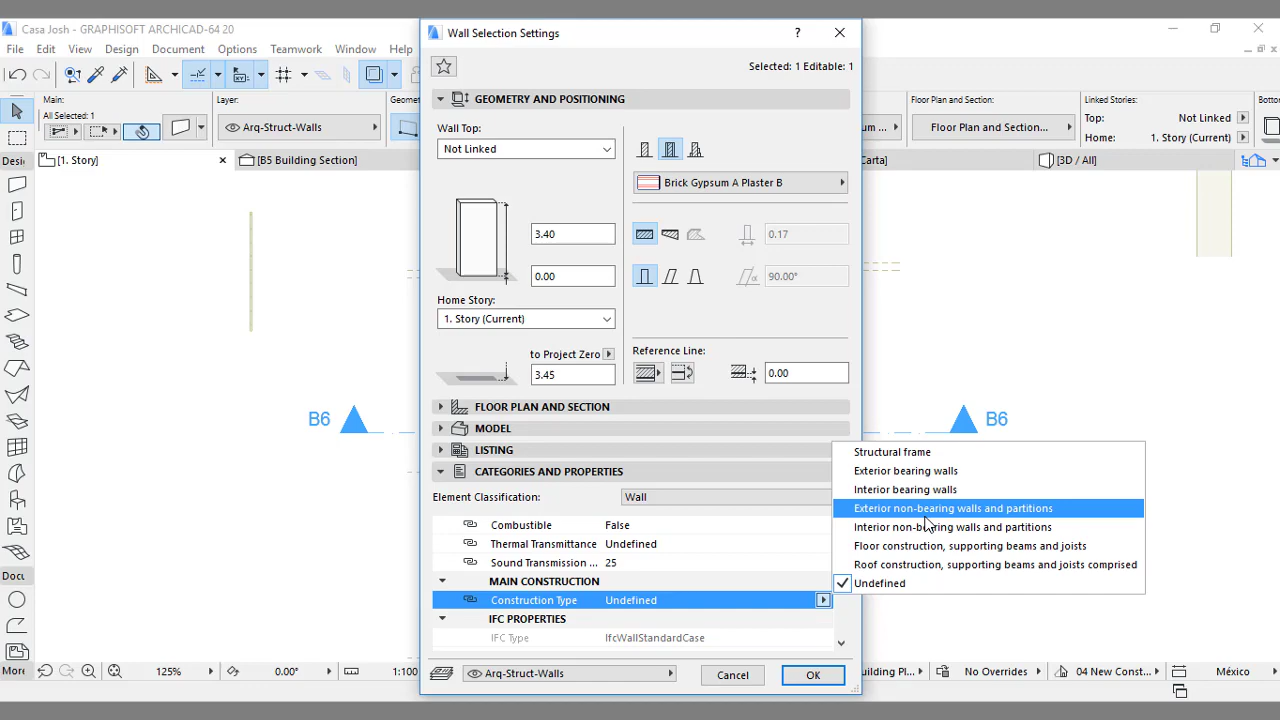 Casa Josh - GRAPHISOFT ARCHICAD-64 20
File Edit View Design Document Options Teamwork Window Help
Main:
All Selected: 1
Layer:
Arq-Struct-Walls
Floor Plan and Section:
Floor Plan and Section...
Linked Stories:
Top: Not Linked
Home: 1. Story (Current)
[1. Story]
[B5 Building Section]
[3D / All]
Wall Selection Settings
?
Selected: 1 Editable: 1
GEOMETRY AND POSITIONING
Wall Top:
Not Linked
Brick Gypsum A Plaster B
3.40
0.17
0.00
90.00°
Home Story:
1. Story (Current)
to Project Zero
Reference Line:
3.45
0.00
FLOOR PLAN AND SECTION
MODEL
LISTING
CATEGORIES AND PROPERTIES
Element Classification: Wall
Combustible False
Thermal Transmittance Undefined
Sound Transmission ... 25
MAIN CONSTRUCTION
Construction Type Undefined
IFC PROPERTIES
IFC Type IfcWallStandardCase
Arq-Struct-Walls
Cancel
OK
B6
B6
Structural frame
Exterior bearing walls
Interior bearing walls
Exterior non-bearing walls and partitions
Interior non-bearing walls and partitions
Floor construction, supporting beams and joists
Roof construction, supporting beams and joists comprised
Undefined
125%
0.00°
1:100
No Overrides
04 New Const...
México